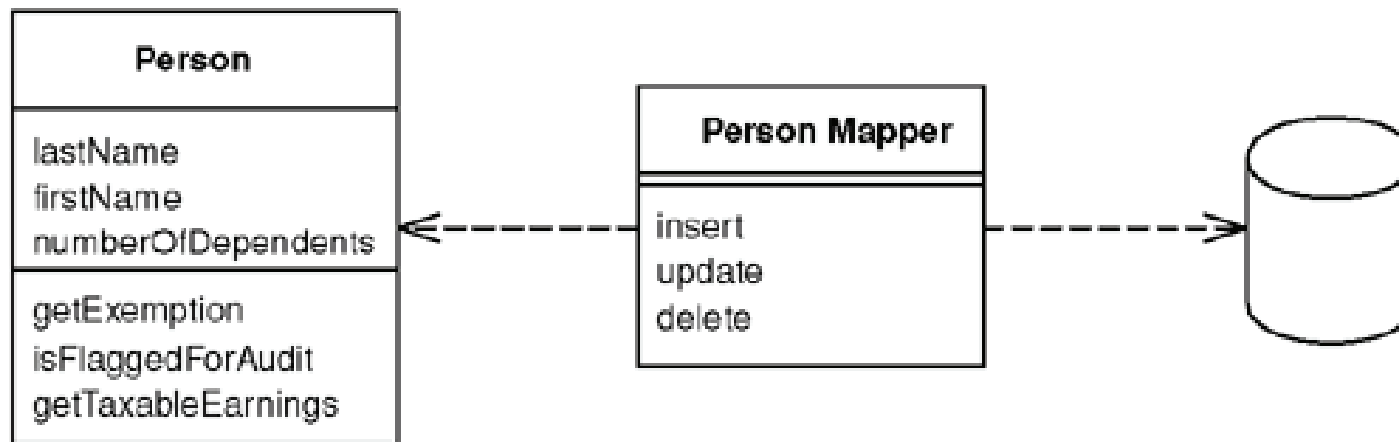 Person
lastName
firstName
numberOfDependents
getExemption
isFlaggedForAudit
getTaxableEarnings
Person Mapper
insert
update
delete